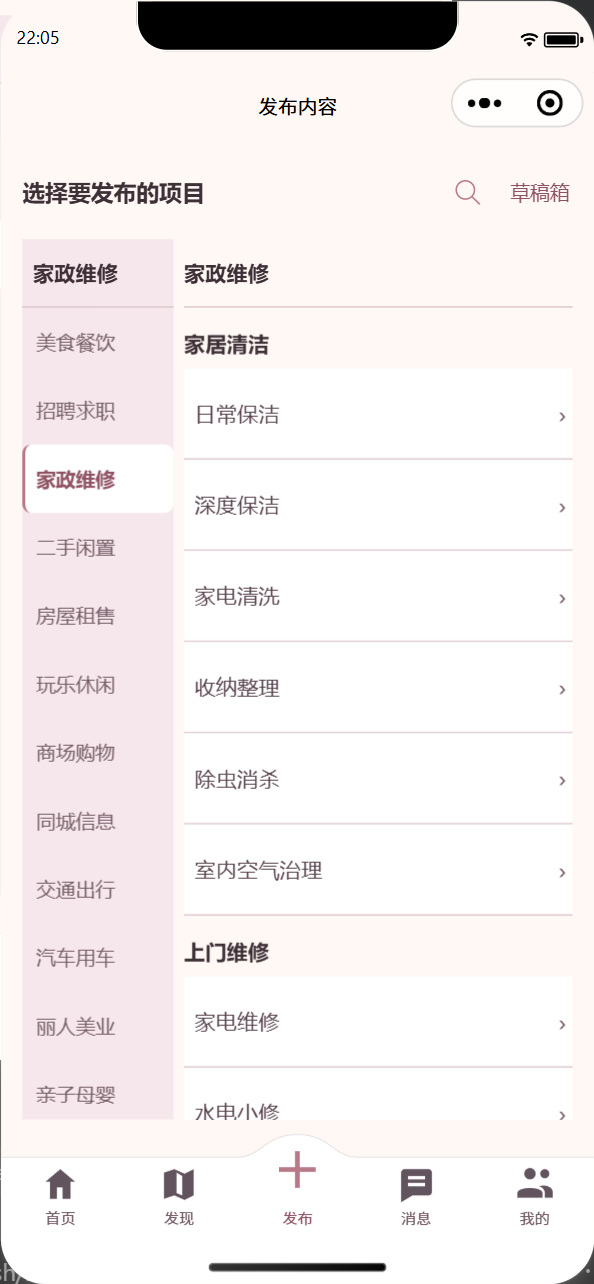 22:05
发布内容
选择要发布的项目
草稿箱
家政维修
美食餐饮
招聘求职
家政维修
二手闲置
房屋租售
玩乐休闲
商场购物
同城信息
交通出行
汽车用车
丽人美业
亲子母婴
家政维修
家居清洁
日常保洁
深度保洁
家电清洗
收纳整理
除虫消杀
室内空气治理
上门维修
家电维修
水电小修
首页
发现
发布
消息
我的